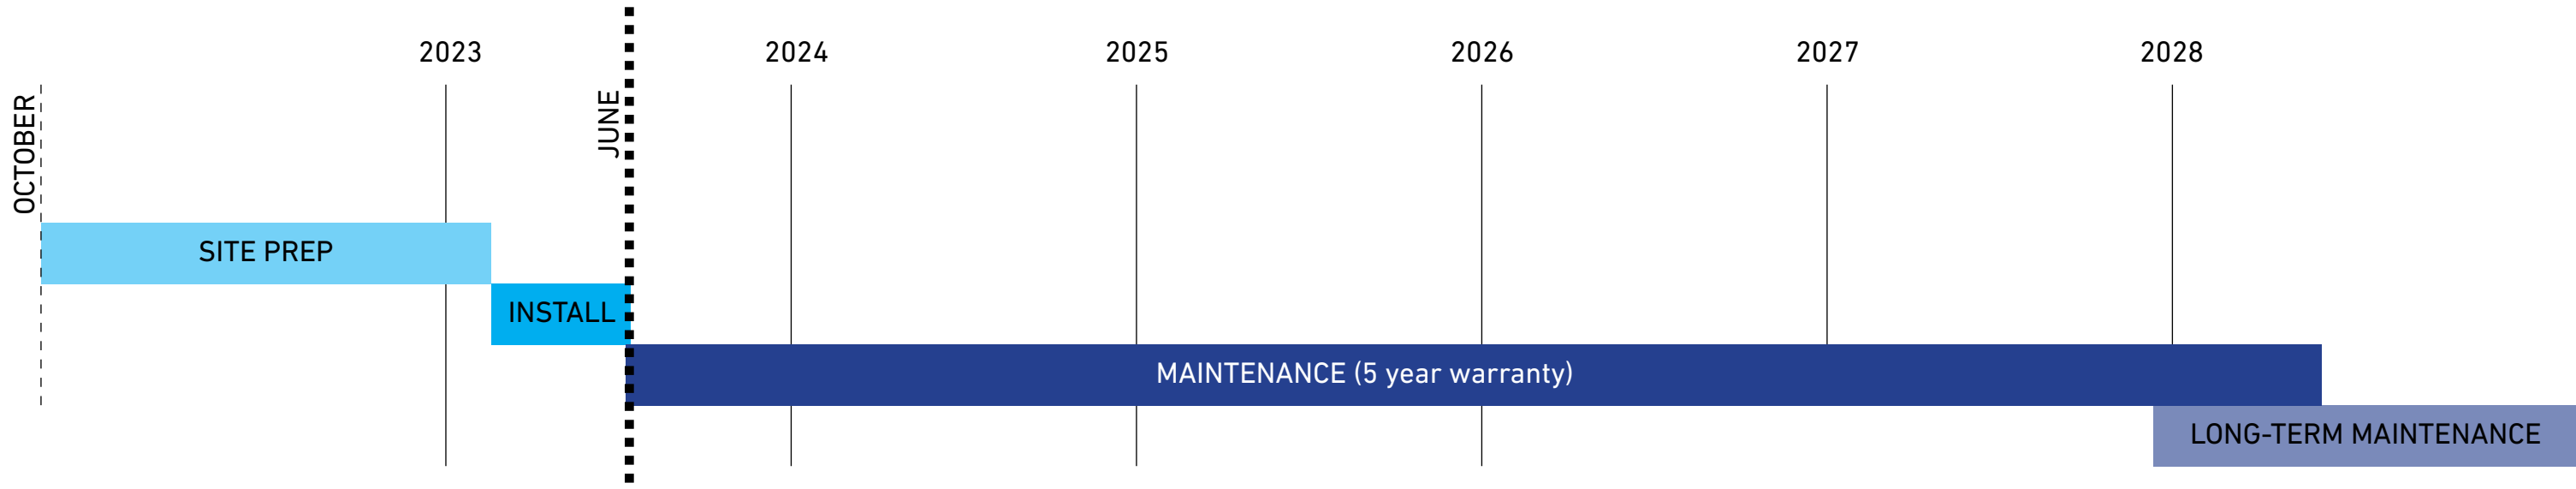 2023
2024
2025
2026
2027
2028
OCTOBER
JUNE
SITE PREP
INSTALL
MAINTENANCE (5 year warranty)
LONG-TERM MAINTENANCE